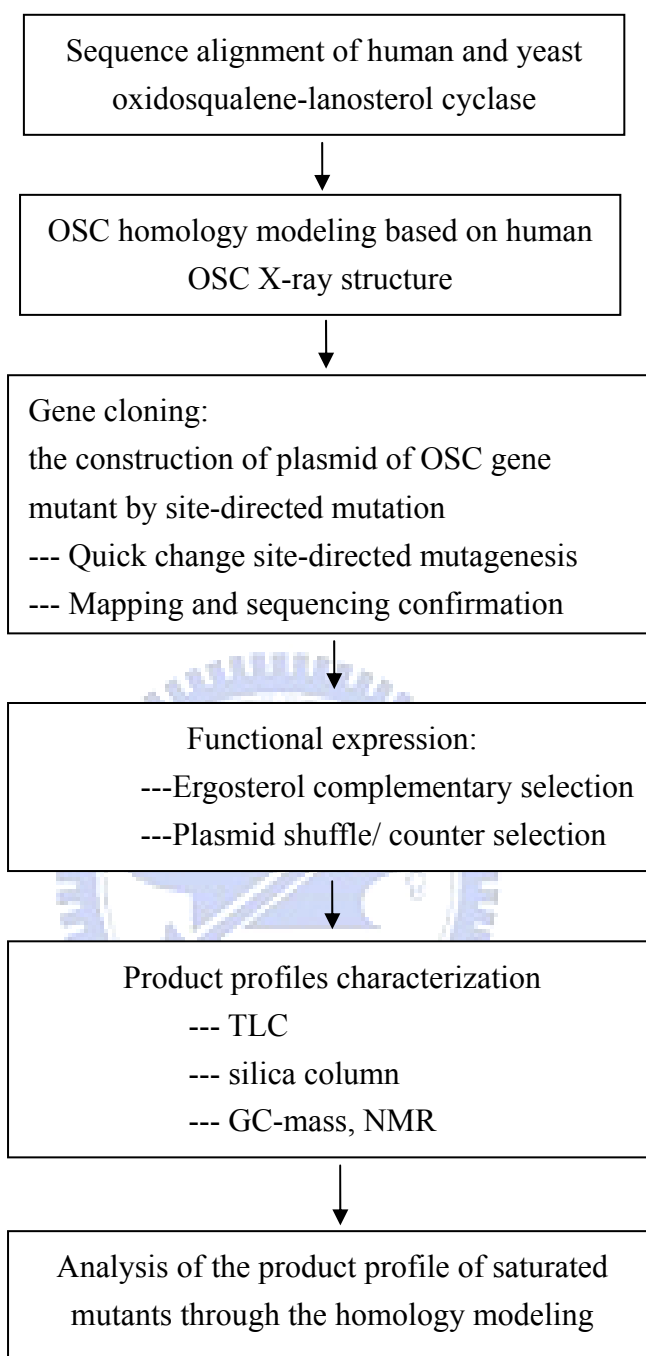 Sequence alignment of human and yeast
oxidosqualene-lanosterol cyclase
OSC homology modeling based on human
OSC X-ray structure
Gene cloning:
the construction of plasmid of OSC gene
mutant by site-directed mutation
--- Quick change site-directed mutagenesis
--- Mapping and sequencing confirmation
Functional expression:
---Ergosterol complementary selection
---Plasmid shuffle/ counter selection
Product profiles characterization
--- TLC
--- silica column
--- GC-mass, NMR
Analysis of the product profile of saturated
mutants through the homology modeling